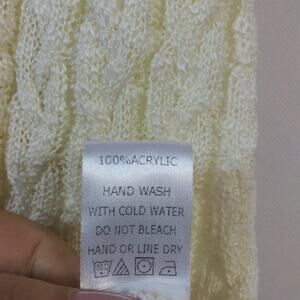 100%ACRYLIC
HAND WASH
WITH COLD WATER
DO NOT BLEACH
HAND OR LINE DRY